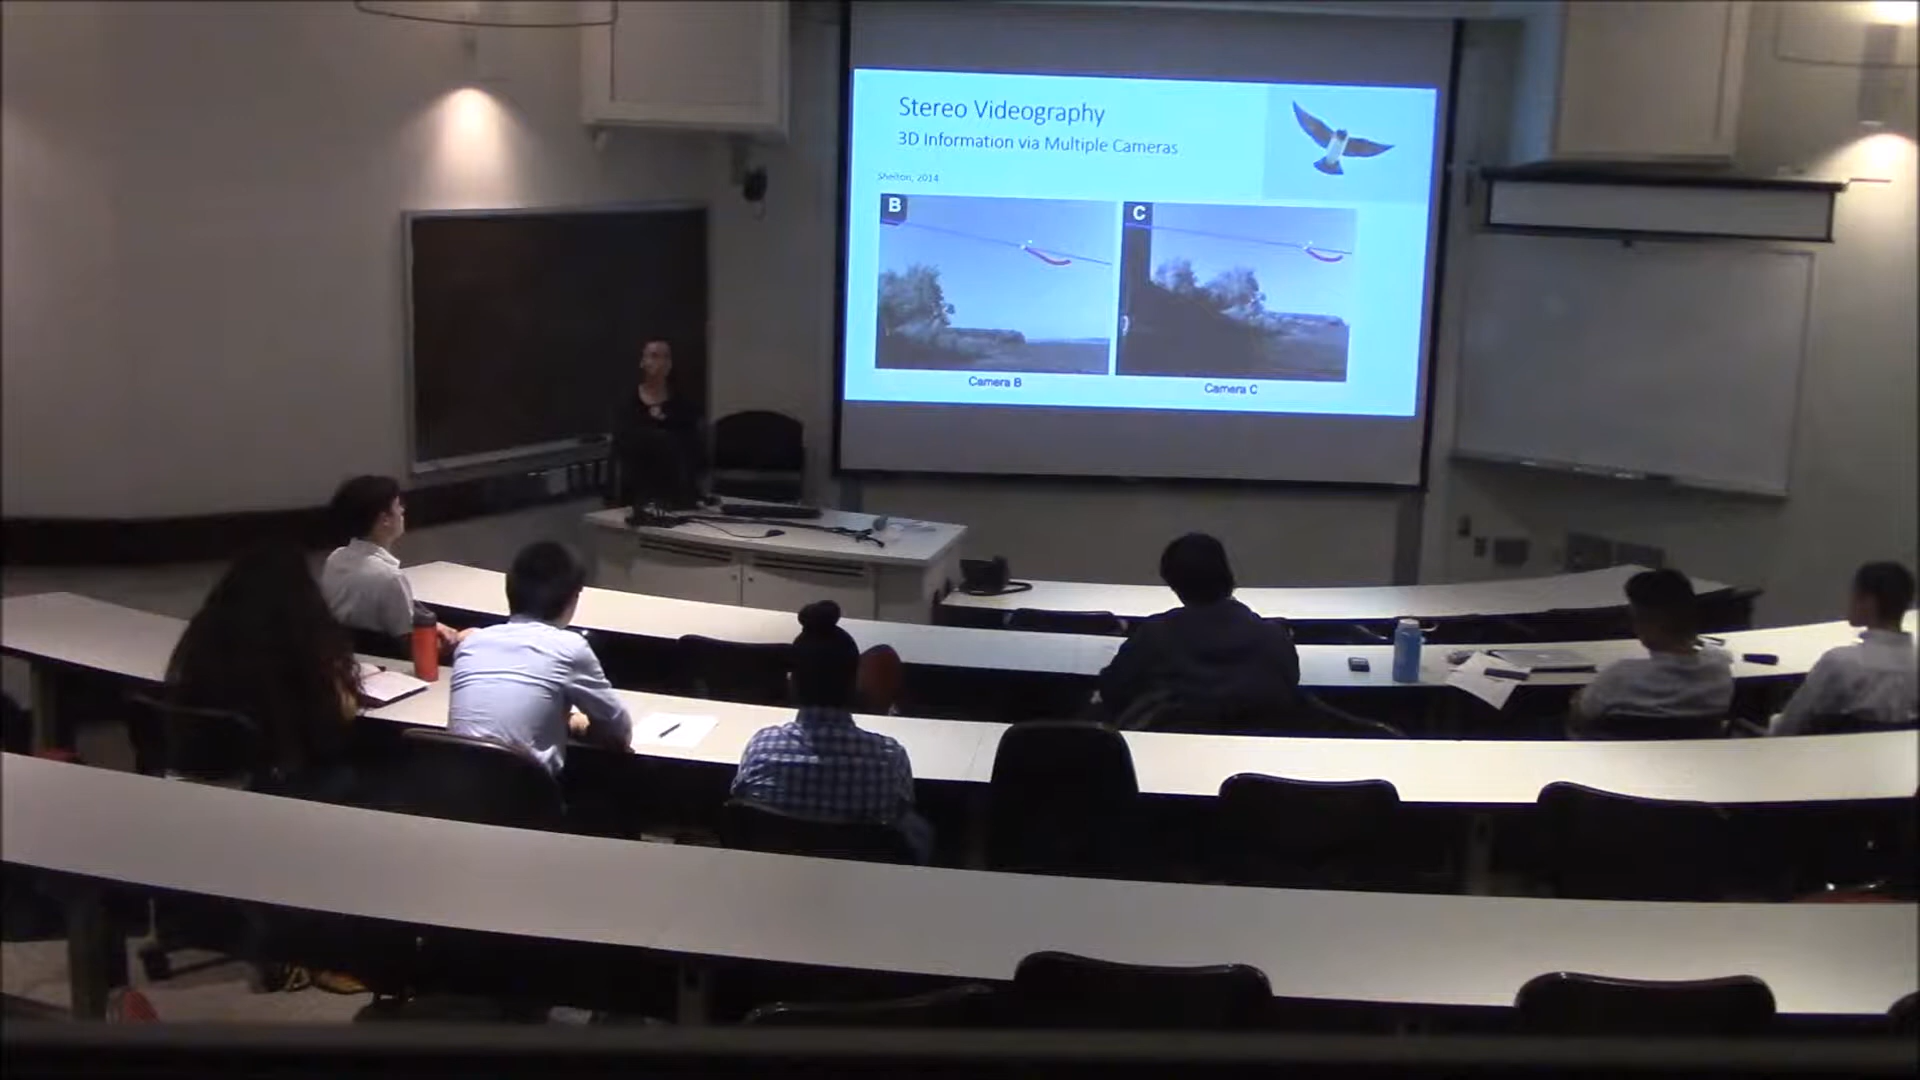 Stereo Videography
3D Information via Multiple Cameras
Shelton, 2014
B
C
Camera B
Camera C